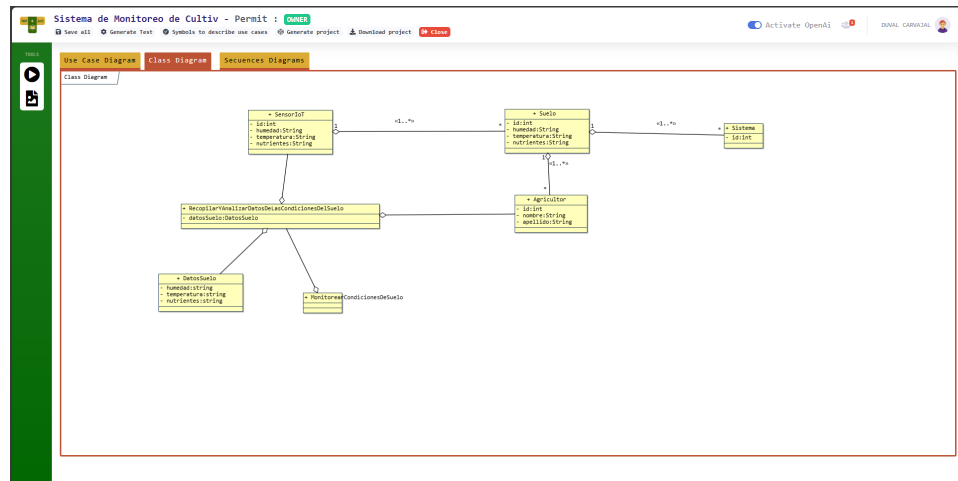 Sistema de Monitoreo de Cultiv - Permit : OWNER
Save all Generate Text Symbols to describe use cases Generate project Download project Close
Activate OpenAi
DUVAL CARVAJAL
TOOLS
Use Case Diagram Class Diagram Secuences Diagrams
Class Diagram
+ SensorIoT
- id:int
- humedad:String
- temperatura:String
- nutrientes:String
1 «1..*» *
+ Suelo
- id:int
- humedad:String
- temperatura:String
- nutrientes:String
1 «1..*» *
+ Sistema
- id:int
1
«1..*»
*
+ Agricultor
- id:int
- nombre:String
- apellido:String
+ RecopilarYAnalizarDatosDeLasCondicionesDelSuelo
- datosSuelo:DatosSuelo
+ DatosSuelo
- humedad:string
- temperatura:string
- nutrientes:string
+ MonitorearCondicionesDeSuelo